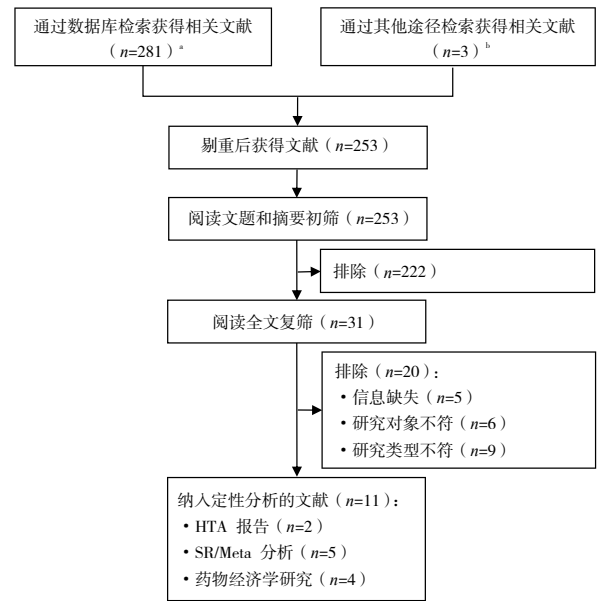 通过数据库检索获得相关文献
（n=281）a
通过其他途径检索获得相关文献
（n=3）b
剔重后获得文献（n=253）
阅读文题和摘要初筛（n=253）
排除（n=222）
阅读全文复筛（n=31）
排除（n=20）：
·信息缺失（n=5）
·研究对象不符（n=6）
·研究类型不符（n=9）
纳入定性分析的文献（n=11）：
·HTA 报告（n=2）
·SR/Meta 分析（n=5）
·药物经济学研究（n=4）